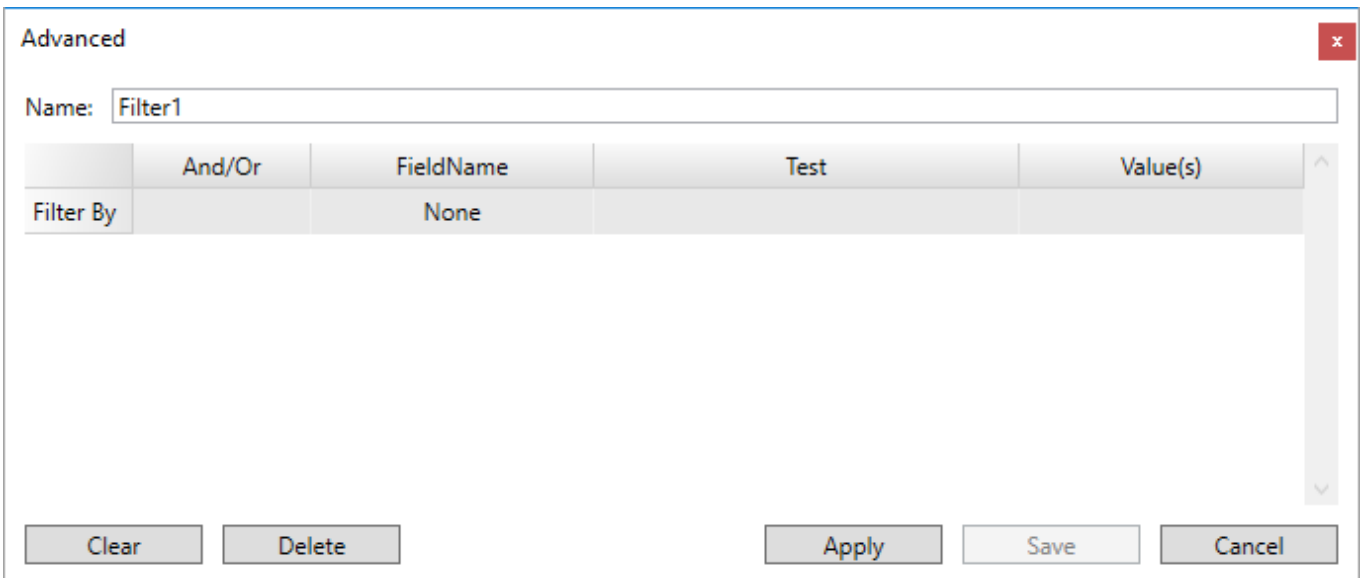 Advanced
x
Name: Filter1
And/Or FieldName Test Value(s)
Filter By None
Clear Delete Apply Save Cancel